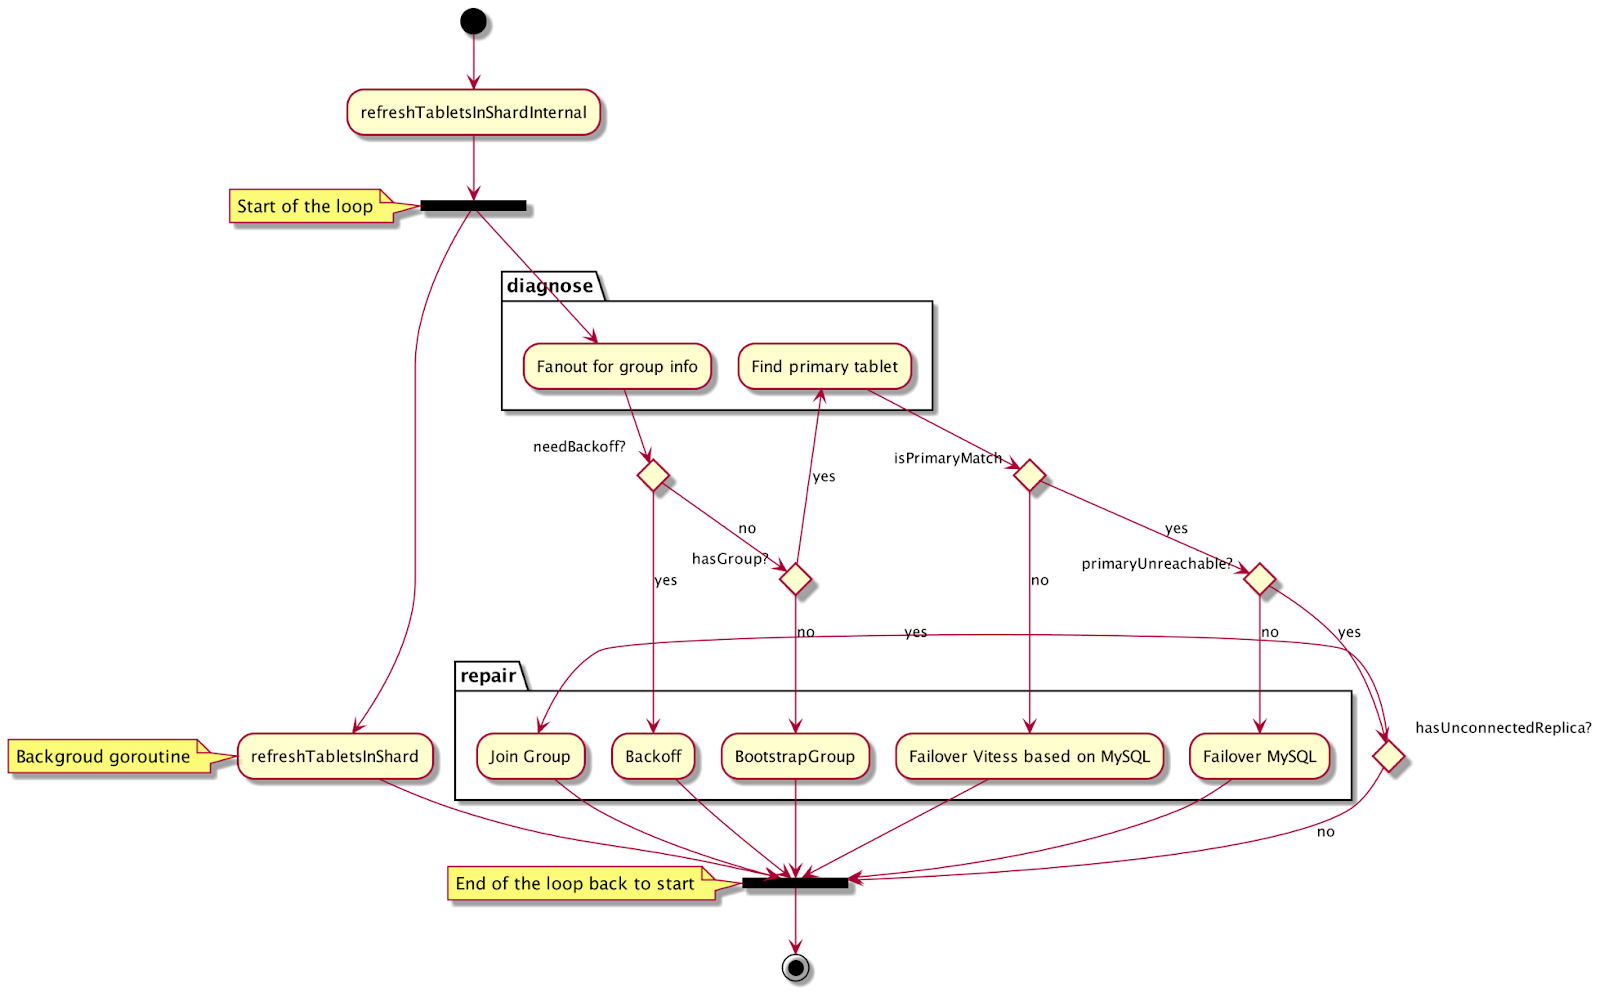 refreshTabletsInShardInternal
Start of the loop
diagnose
Fanout for group info
Find primary tablet
needBackoff?
isPrimaryMatch
yes
no
yes
hasGroup?
primaryUnreachable?
yes
no
no
yes
no
yes
repair
hasUnconnectedReplica?
Backgroud goroutine
refreshTabletsInShard
Join Group
Backoff
BootstrapGroup
Failover Vitess based on MySQL
Failover MySQL
no
End of the loop back to start